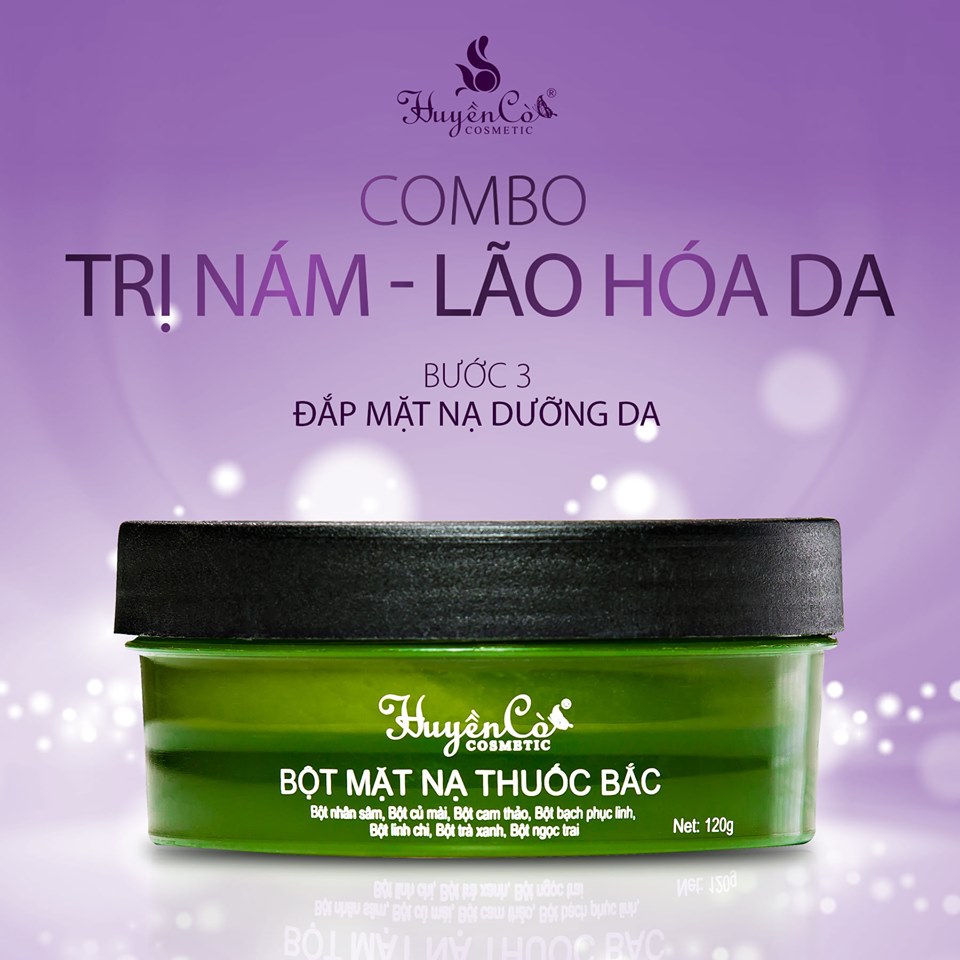 HuyềnCò®
COSMETIC
COMBO
TRỊ NÁM - LÃO HÓA DA
BƯỚC 3
ĐẮP MẶT NẠ DƯỠNG DA
HuyềnCò®
COSMETIC
BỘT MẶT NẠ THUỐC BẮC
Bột nhân sâm, Bột củ mài, Bột cam thảo, Bột bạch phục linh,
Bột linh chi, Bột trà xanh, Bột ngọc trai
Net: 120g